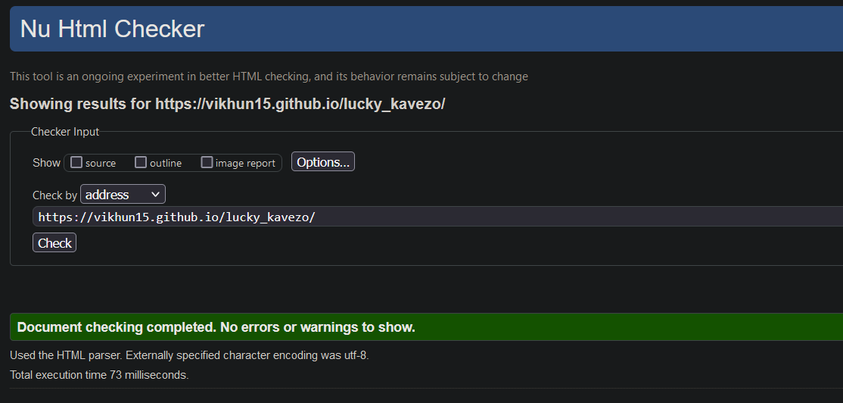 Nu Html Checker
This tool is an ongoing experiment in better HTML checking, and its behavior remains subject to change
Showing results for https://vikhun15.github.io/lucky_kavezo/
Checker Input
Show source outline image report Options...
Check by address
https://vikhun15.github.io/lucky_kavezo/
Check
Document checking completed. No errors or warnings to show.
Used the HTML parser. Externally specified character encoding was utf-8.
Total execution time 73 milliseconds.